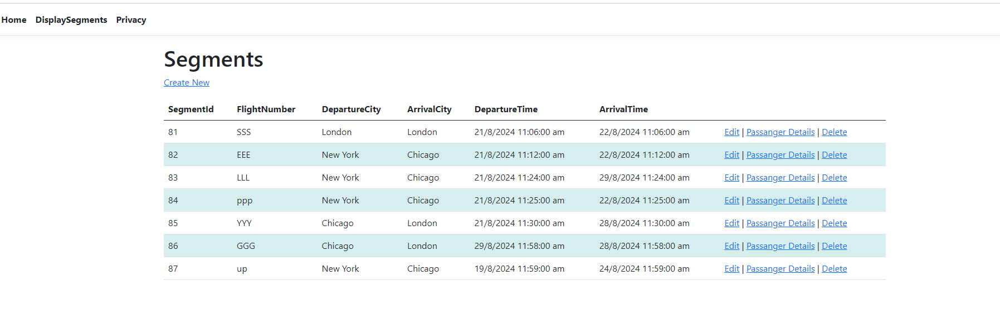 Home DisplaySegments Privacy
Segments
Create New
SegmentId FlightNumber DepartureCity ArrivalCity DepartureTime ArrivalTime
81 SSS London London 21/8/2024 11:06:00 am 22/8/2024 11:06:00 am Edit | Passanger Details | Delete
82 EEE New York Chicago 21/8/2024 11:12:00 am 22/8/2024 11:12:00 am Edit | Passanger Details | Delete
83 LLL New York Chicago 21/8/2024 11:24:00 am 29/8/2024 11:24:00 am Edit | Passanger Details | Delete
84 ppp New York Chicago 21/8/2024 11:25:00 am 22/8/2024 11:25:00 am Edit | Passanger Details | Delete
85 YYY Chicago London 21/8/2024 11:30:00 am 28/8/2024 11:30:00 am Edit | Passanger Details | Delete
86 GGG Chicago London 29/8/2024 11:58:00 am 28/8/2024 11:58:00 am Edit | Passanger Details | Delete
87 up New York Chicago 19/8/2024 11:59:00 am 24/8/2024 11:59:00 am Edit | Passanger Details | Delete